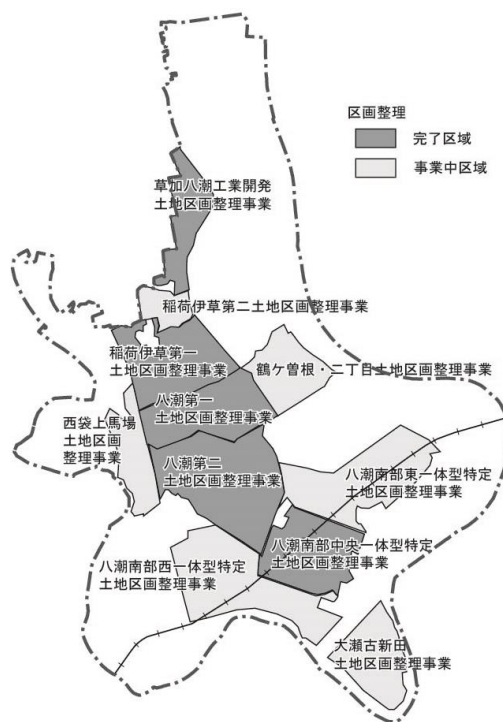 区画整理
完了区域
事業中区域
草加八潮工業開発
土地区画整理事業
稲荷伊草第二土地区画整理事業
稲荷伊草第一
土地区画整理事業
鶴ケ曽根・二丁目土地区画整理事業
八潮第一
土地区画整理事業
西袋上馬場
土地区画
整理事業
八潮第二
土地区画整理事業
八潮南部東一体型特定
土地区画整理事業
八潮南部中央一体型特定
土地区画整理事業
八潮南部西一体型特定
土地区画整理事業
大瀬古新田
土地区画整理事業